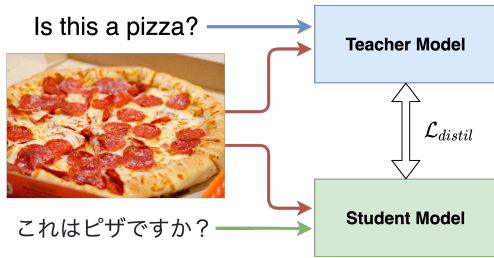 Is this a pizza?
Teacher Model
ℒdistil
これはピザですか？
Student Model